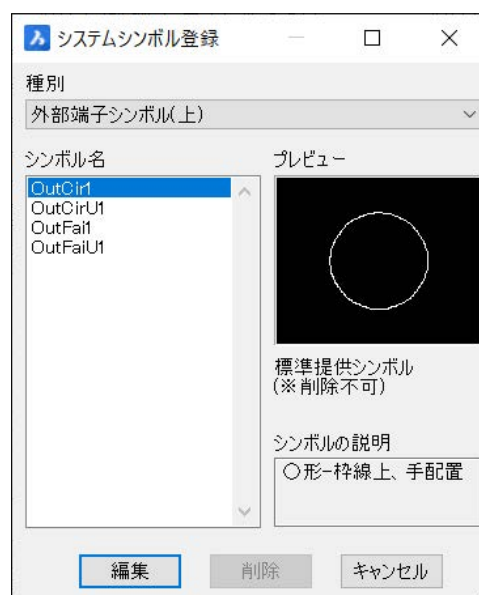 システムシンボル登録
種別
外部端子シンボル(上)
シンボル名
プレビュー
OutCir1
OutCirU1
OutFai1
OutFaiU1
標準提供シンボル
(※削除不可)
シンボルの説明
○形-枠線上、手配置
編集
削除
キャンセル